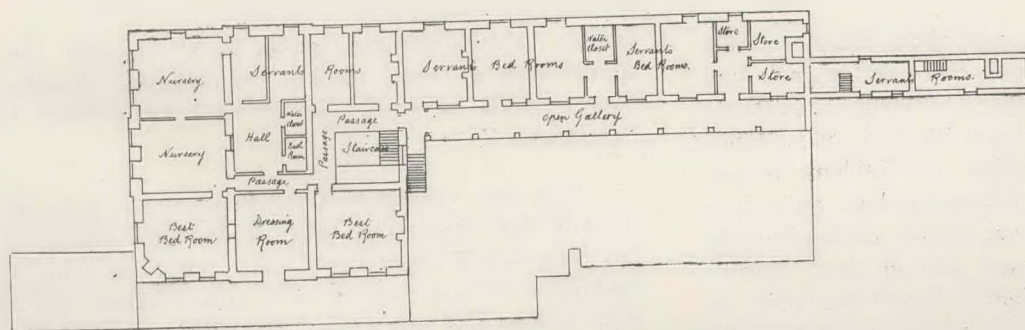 Nursery
Servants
Rooms
Servants
Bed Rooms
Water
closet
Servants
Bed Rooms.
Store
Store
Store
Servants
Rooms.
Nursery
Hall
Water
closet
Bath
Room
Passage
Passage
Staircase
Open Gallery
Passage
Best
Bed Room
Dressing
Room
Best
Bed Room